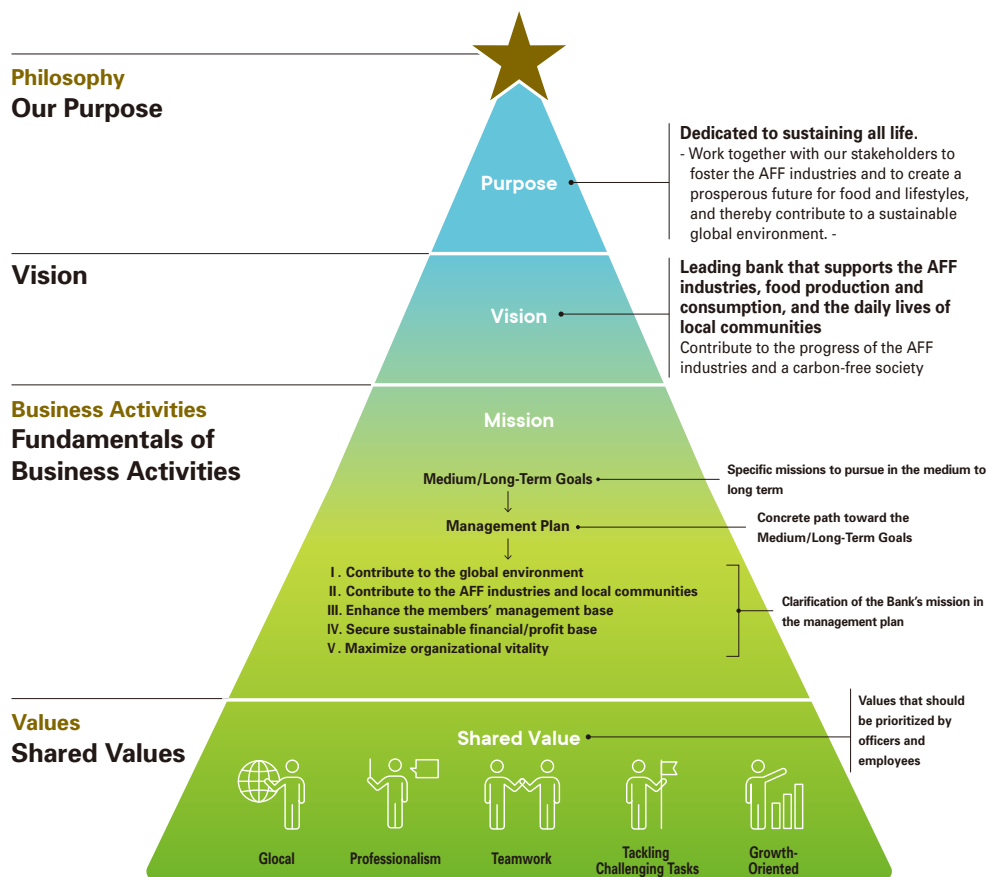 Philosophy
Our Purpose
Purpose
Dedicated to sustaining all life.
- Work together with our stakeholders to
foster the AFF industries and to create a
prosperous future for food and lifestyles,
and thereby contribute to a sustainable
global environment. -
Vision
Vision
Leading bank that supports the AFF
industries, food production and
consumption, and the daily lives of
local communities
Contribute to the progress of the AFF
industries and a carbon-free society
Business Activities
Fundamentals of
Business Activities
Mission
Medium/Long-Term Goals
Specific missions to pursue in the medium to
long term
Management Plan
Concrete path toward the
Medium/Long-Term Goals
I . Contribute to the global environment
II. Contribute to the AFF industries and local communities
III. Enhance the members’ management base
IV. Secure sustainable financial/profit base
V . Maximize organizational vitality
Clarification of the Bank’s mission in
the management plan
Values
Shared Values
Shared Value
Values that should
be prioritized by
officers and
employees
Glocal
Professionalism
Teamwork
Tackling
Challenging Tasks
Growth-
Oriented